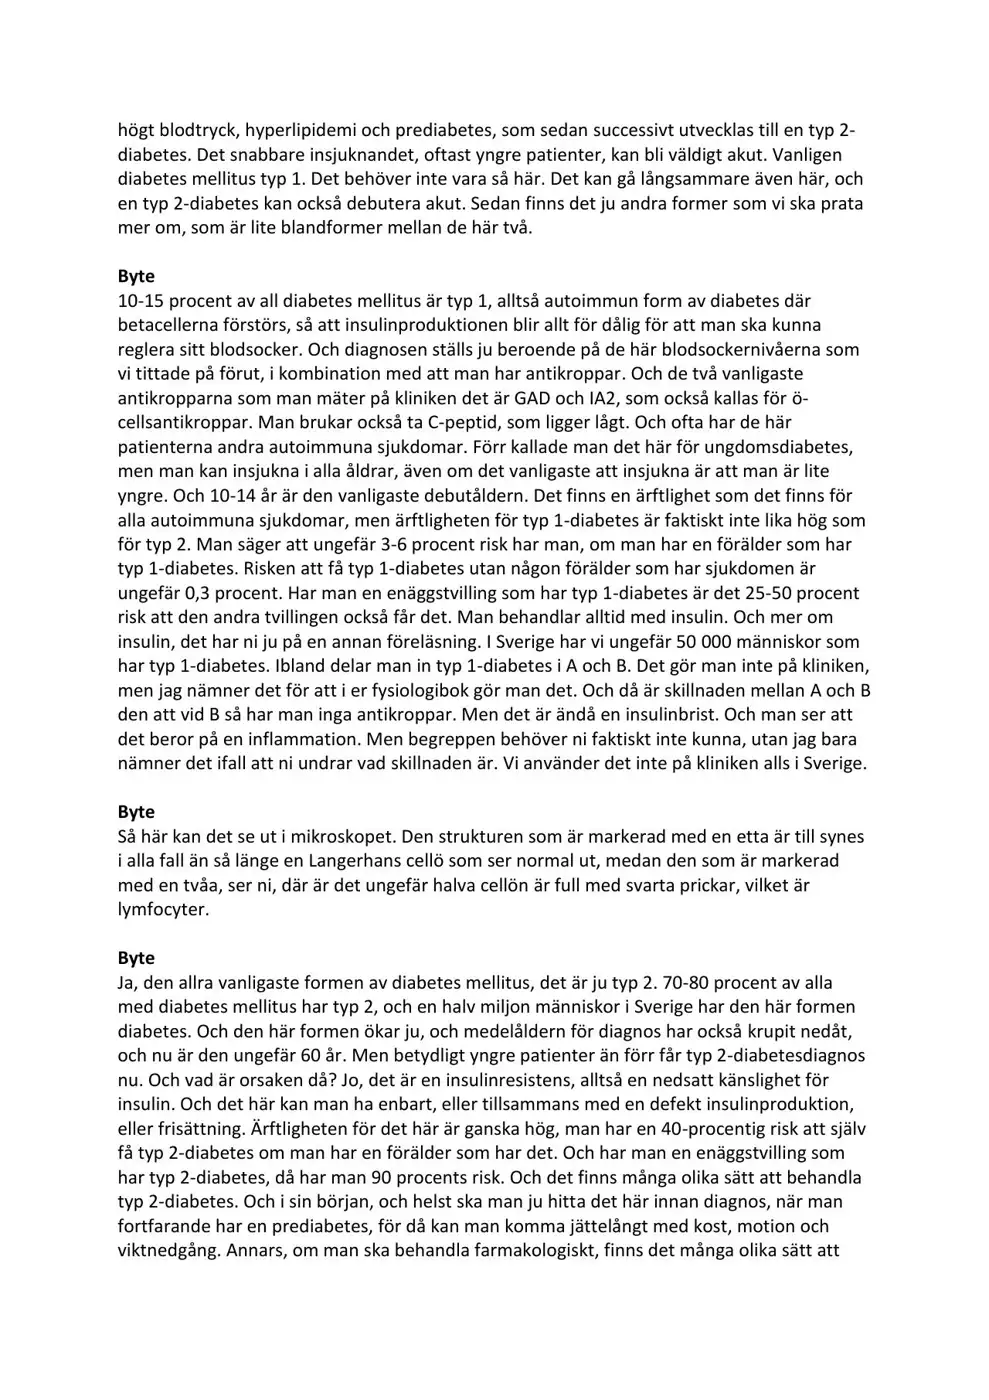 högt blodtryck, hyperlipidemi och prediabetes, som sedan successivt utvecklas till en typ 2-
diabetes. Det snabbare insjuknandet, oftast yngre patienter, kan bli väldigt akut. Vanligen
diabetes mellitus typ 1. Det behöver inte vara så här. Det kan gå långsammare även här, och
en typ 2-diabetes kan också debutera akut. Sedan finns det ju andra former som vi ska prata
mer om, som är lite blandformer mellan de här två.
Byte
10-15 procent av all diabetes mellitus är typ 1, alltså autoimmun form av diabetes där
betacellerna förstörs, så att insulinproduktionen blir allt för dålig för att man ska kunna
reglera sitt blodsocker. Och diagnosen ställs ju beroende på de här blodsockernivåerna som
vi tittade på förut, i kombination med att man har antikroppar. Och de två vanligaste
antikropparna som man mäter på kliniken det är GAD och IA2, som också kallas för ö-
cellsantikroppar. Man brukar också ta C-peptid, som ligger lågt. Och ofta har de här
patienterna andra autoimmuna sjukdomar. Förr kallade man det här för ungdomsdiabetes,
men man kan insjukna i alla åldrar, även om det vanligaste att insjukna är att man är lite
yngre. Och 10-14 år är den vanligaste debutåldern. Det finns en ärftlighet som det finns för
alla autoimmuna sjukdomar, men ärftligheten för typ 1-diabetes är faktiskt inte lika hög som
för typ 2. Man säger att ungefär 3-6 procent risk har man, om man har en förälder som har
typ 1-diabetes. Risken att få typ 1-diabetes utan någon förälder som har sjukdomen är
ungefär 0,3 procent. Har man en enäggstvilling som har typ 1-diabetes är det 25-50 procent
risk att den andra tvillingen också får det. Man behandlar alltid med insulin. Och mer om
insulin, det har ni ju på en annan föreläsning. I Sverige har vi ungefär 50 000 människor som
har typ 1-diabetes. Ibland delar man in typ 1-diabetes i A och B. Det gör man inte på kliniken,
men jag nämner det för att i er fysiologibok gör man det. Och då är skillnaden mellan A och B
den att vid B så har man inga antikroppar. Men det är ändå en insulinbrist. Och man ser att
det beror på en inflammation. Men begreppen behöver ni faktiskt inte kunna, utan jag bara
nämner det ifall att ni undrar vad skillnaden är. Vi använder det inte på kliniken alls i Sverige.
Byte
Så här kan det se ut i mikroskopet. Den strukturen som är markerad med en etta är till synes
i alla fall än så länge en Langerhans cellö som ser normal ut, medan den som är markerad
med en tvåa, ser ni, där är det ungefär halva cellön är full med svarta prickar, vilket är
lymfocyter.
Byte
Ja, den allra vanligaste formen av diabetes mellitus, det är ju typ 2. 70-80 procent av alla
med diabetes mellitus har typ 2, och en halv miljon människor i Sverige har den här formen
diabetes. Och den här formen ökar ju, och medelåldern för diagnos har också krupit nedåt,
och nu är den ungefär 60 år. Men betydligt yngre patienter än förr får typ 2-diabetesdiagnos
nu. Och vad är orsaken då? Jo, det är en insulinresistens, alltså en nedsatt känslighet för
insulin. Och det här kan man ha enbart, eller tillsammans med en defekt insulinproduktion,
eller frisättning. Ärftligheten för det här är ganska hög, man har en 40-procentig risk att själv
få typ 2-diabetes om man har en förälder som har det. Och har man en enäggstvilling som
har typ 2-diabetes, då har man 90 procents risk. Och det finns många olika sätt att behandla
typ 2-diabetes. Och i sin början, och helst ska man ju hitta det här innan diagnos, när man
fortfarande har en prediabetes, för då kan man komma jättelångt med kost, motion och
viktnedgång. Annars, om man ska behandla farmakologiskt, finns det många olika sätt att